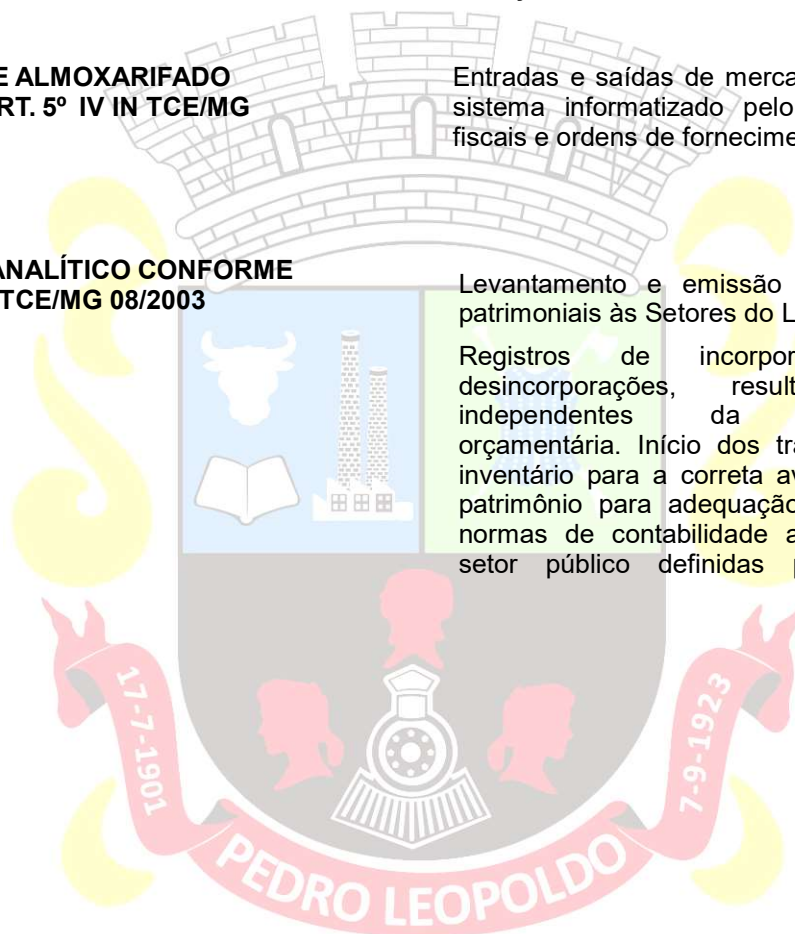 E ALMOXARIFADO
RT. 5º IV IN TCE/MG
Entradas e saídas de merca
sistema informatizado pelo
fiscais e ordens de fornecime
ANALÍTICO CONFORME
TCE/MG 08/2003
Levantamento e emissão
patrimoniais às Setores do L
Registros de incorpor
desincorporações, result
independentes da
orçamentária. Início dos tra
inventário para a correta av
patrimônio para adequação
normas de contabilidade a
setor público definidas p
17-7-1901
7-9-1923
PEDRO LEOPOLDO